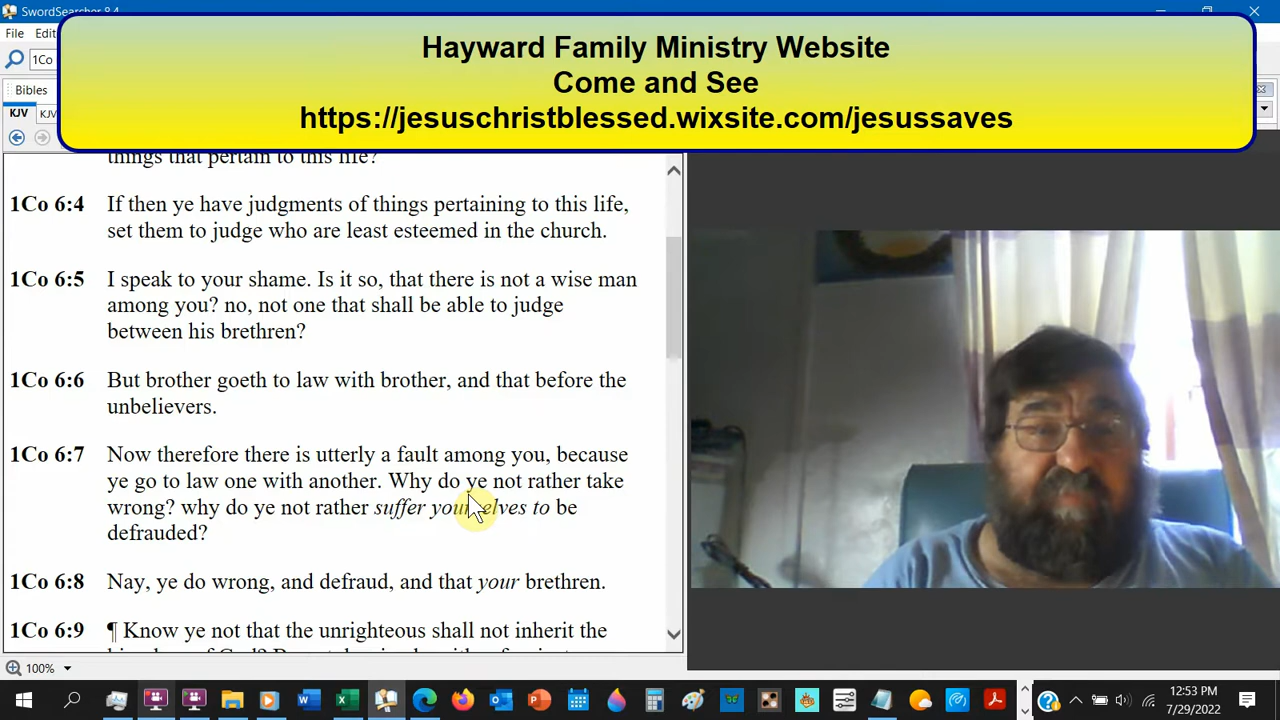 SwordSearcher 8.4
Hayward Family Ministry Website
Come and See
https://jesuschristblessed.wixsite.com/jesussaves
File
1Co
Bibles
KJV
things that pertain to this life?
1Co 6:4 If then ye have judgments of things pertaining to this life,
set them to judge who are least esteemed in the church.
1Co 6:5 I speak to your shame. Is it so, that there is not a wise man
among you? no, not one that shall be able to judge
between his brethren?
1Co 6:6 But brother goeth to law with brother, and that before the
unbelievers.
1Co 6:7 Now therefore there is utterly a fault among you, because
ye go to law one with another. Why do ye not rather take
wrong? why do ye not rather suffer yourselves to be
defrauded?
1Co 6:8 Nay, ye do wrong, and defraud, and that your brethren.
1Co 6:9 ¶ Know ye not that the unrighteous shall not inherit the
100%
12:53 PM
7/29/2022